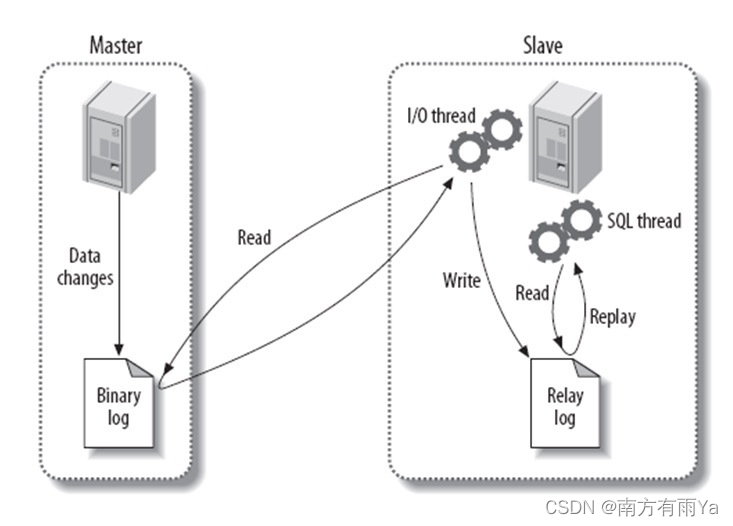 Master
Slave
I/O thread
SQL thread
Data
changes
Read
Write
Read
Replay
Binary
log
Relay
log
CSDN @南方有雨Ya